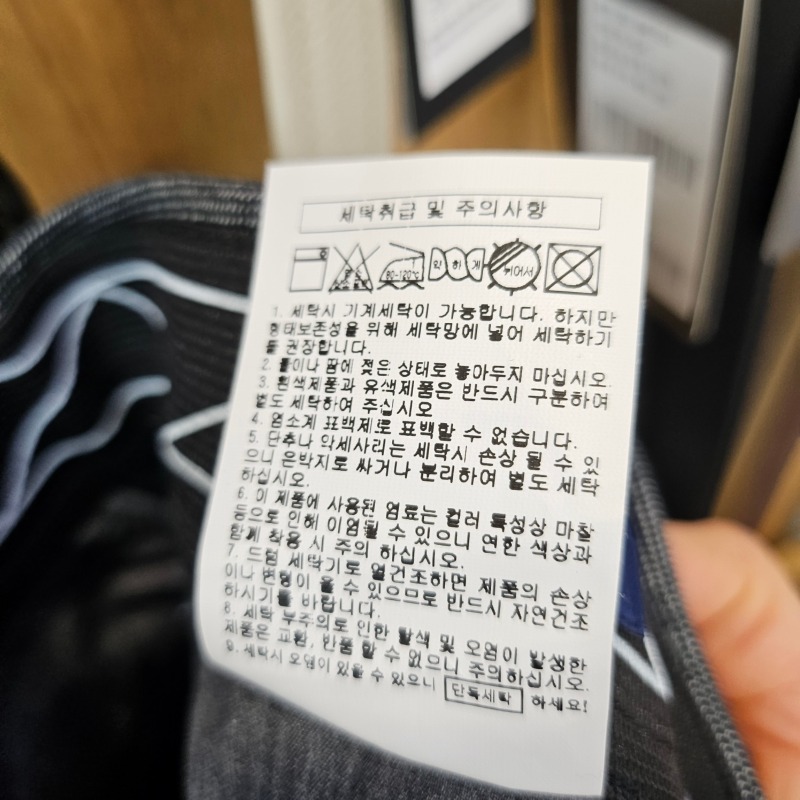 세탁취급 및 주의사항
80-120℃ 약하게 뉘어서
1. 세탁시 기계세탁이 가능합니다. 하지만
형태보존성을 위해 세탁망에 넣어 세탁하기
를 권장합니다.
2. 물이나 땀에 젖은 상태로 놓아두지 마십시오.
3. 흰색제품과 유색제품은 반드시 구분하여
별도 세탁하여 주십시오
4. 염소계 표백제로 표백할 수 없습니다.
5. 단추나 악세사리는 세탁시 손상 될 수 있
으니 은박지로 싸거나 분리하여 별도 세탁
하십시오.
6. 이 제품에 사용된 염료는 컬러 특성상 마찰
등으로 인해 이염될 수 있으니 연한 색상과
함께 착용 시 주의 하십시오.
7. 드럼 세탁기로 열건조하면 제품의 손상
이나 변형이 올 수 있으므로 반드시 자연건조
하시기를 바랍니다.
8. 세탁 부주의로 인한 탈색 및 오염이 발생한
제품은 교환, 반품 할 수 없으니 주의하십시오.
9. 세탁시 오염이 있을 수 있으니 단독세탁 하세요!